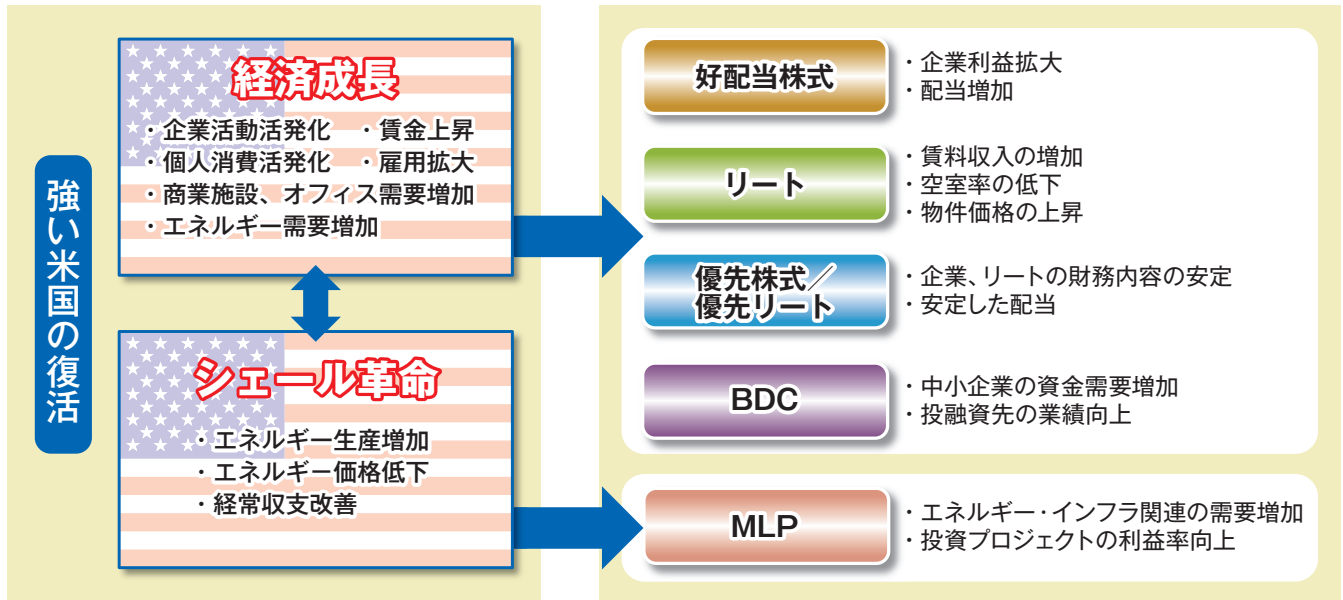 強い米国の復活
経済成長
・企業活動活発化 ・賃金上昇
・個人消費活発化 ・雇用拡大
・商業施設、オフィス需要増加
・エネルギー需要増加
シェール革命
・エネルギー生産増加
・エネルギー価格低下
・経常収支改善
好配当株式
・企業利益拡大
・配当増加
リート
・賃料収入の増加
・空室率の低下
・物件価格の上昇
優先株式／
優先リート
・企業、リートの財務内容の安定
・安定した配当
BDC
・中小企業の資金需要増加
・投融資先の業績向上
MLP
・エネルギー・インフラ関連の需要増加
・投資プロジェクトの利益率向上